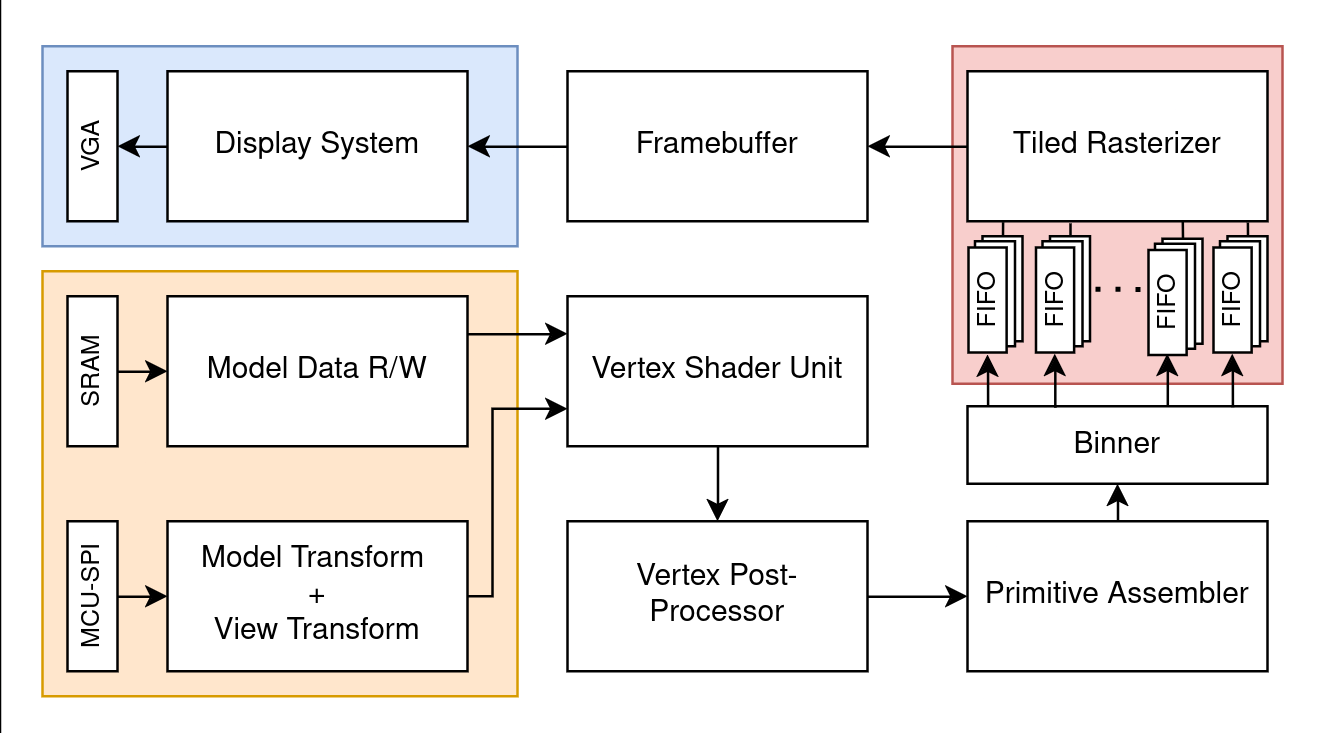 VGA
Display System
Framebuffer
Tiled Rasterizer
FIFO
FIFO
. . .
FIFO
FIFO
SRAM
Model Data R/W
Vertex Shader Unit
Binner
MCU-SPI
Model Transform
+
View Transform
Vertex Post-
Processor
Primitive Assembler